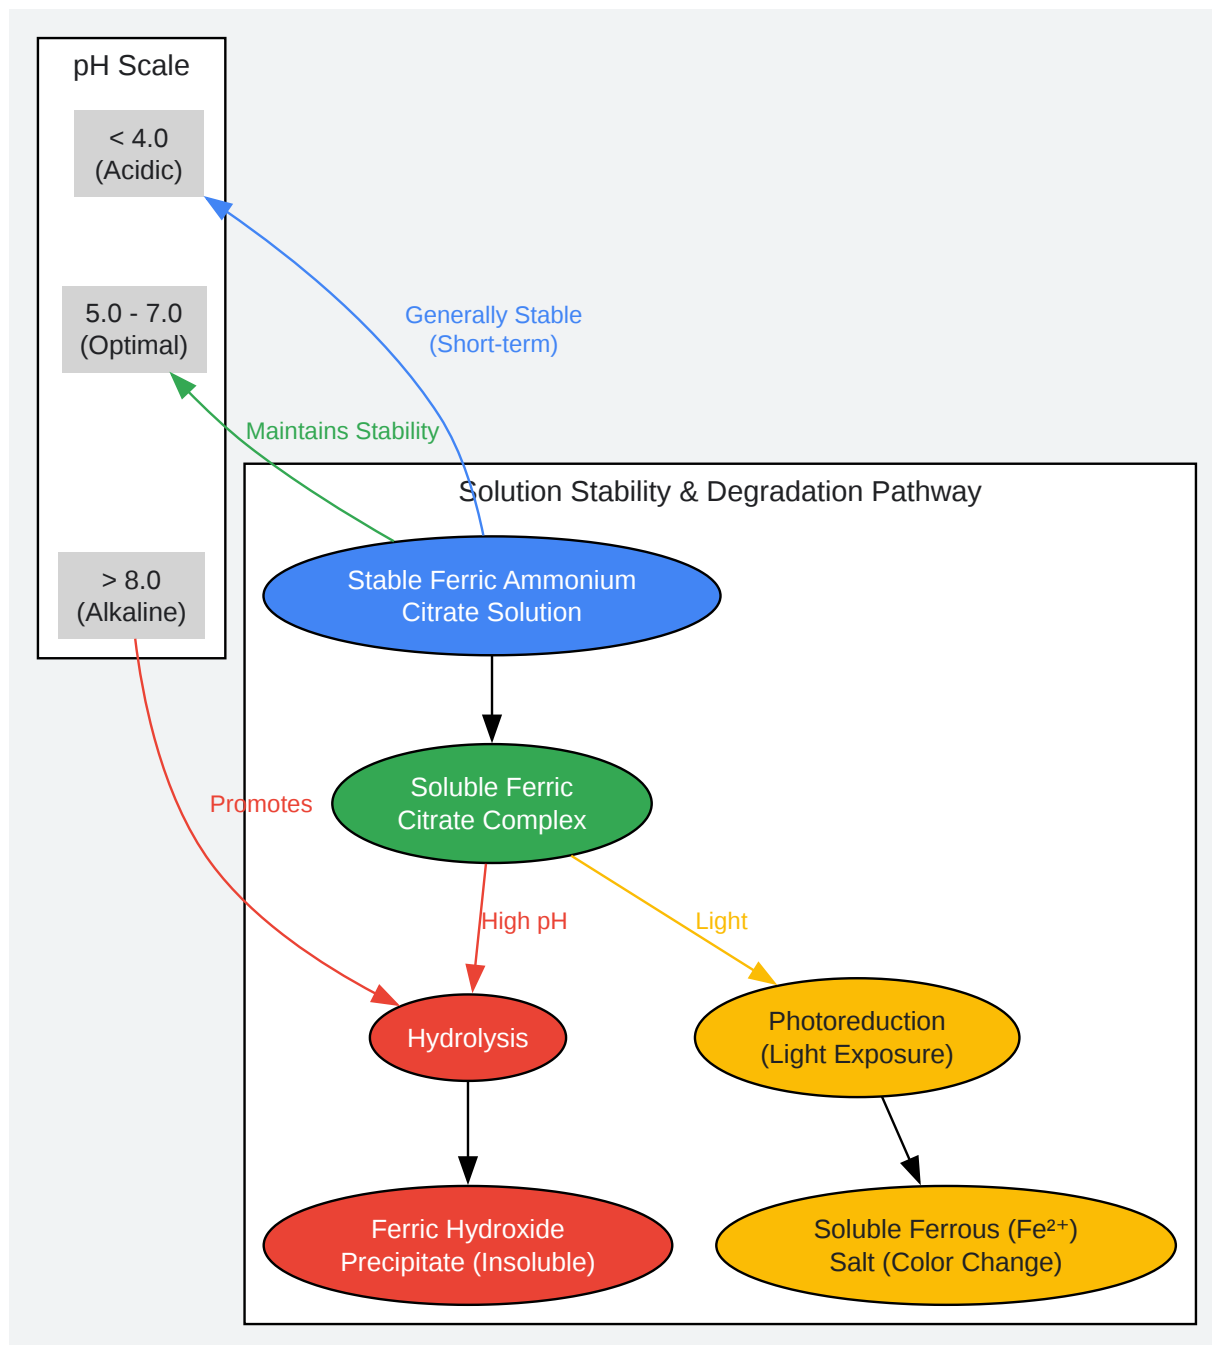 pH Scale
< 4.0
(Acidic)
5.0 - 7.0
(Optimal)
> 8.0
(Alkaline)
Generally Stable
(Short-term)
Maintains Stability
Solution Stability & Degradation Pathway
Stable Ferric Ammonium
Citrate Solution
Soluble Ferric
Citrate Complex
Promotes
High pH
Light
Hydrolysis
Photoreduction
(Light Exposure)
Ferric Hydroxide
Precipitate (Insoluble)
Soluble Ferrous (Fe²⁺)
Salt (Color Change)